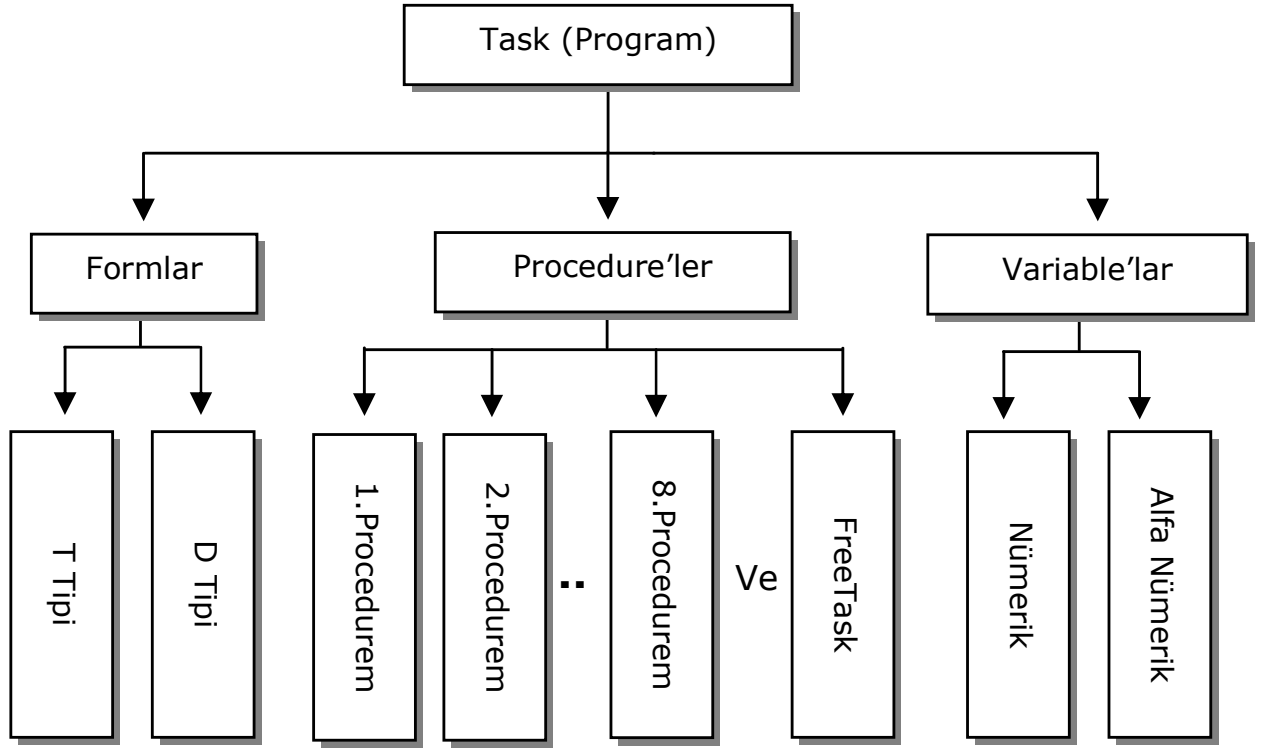 Task (Program)
Formlar
Procedure’ler
Variable’lar
T Tipi
D Tipi
1.Procedurem
2.Procedurem
..
8.Procedurem
Ve
FreeTask
Nümerik
Alfa Nümerik